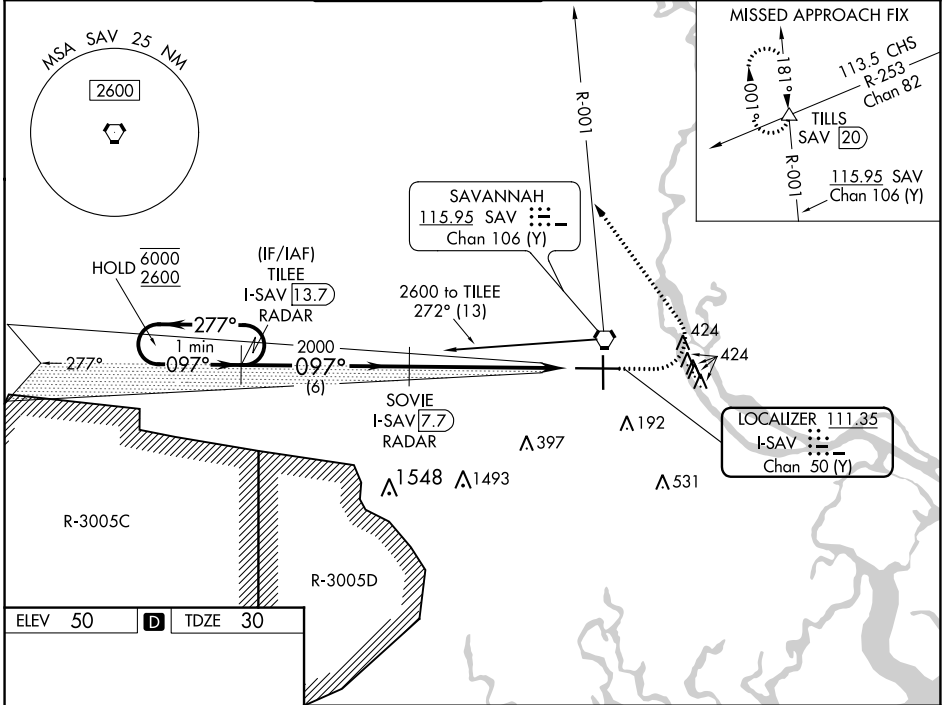 MSA SAV 25 NM
2600
HOLD
6000
2600
(IF/IAF)
TILEE
I-SAV 13.7
RADAR
277°
1 min
097°
277°
2000
097°
(6)
2600 to TILEE
272° (13)
SOVIE
I-SAV 7.7
RADAR
R-001
SAVANNAH
115.95 SAV
Chan 106 (Y)
MISSED APPROACH FIX
181°
001°
113.5 CHS
R-253
Chan 82
TILLS
SAV 20
R-001
115.95 SAV
Chan 106 (Y)
424
424
192
397
1548
1493
531
LOCALIZER 111.35
I-SAV
Chan 50 (Y)
R-3005C
R-3005D
ELEV 50
D
TDZE 30